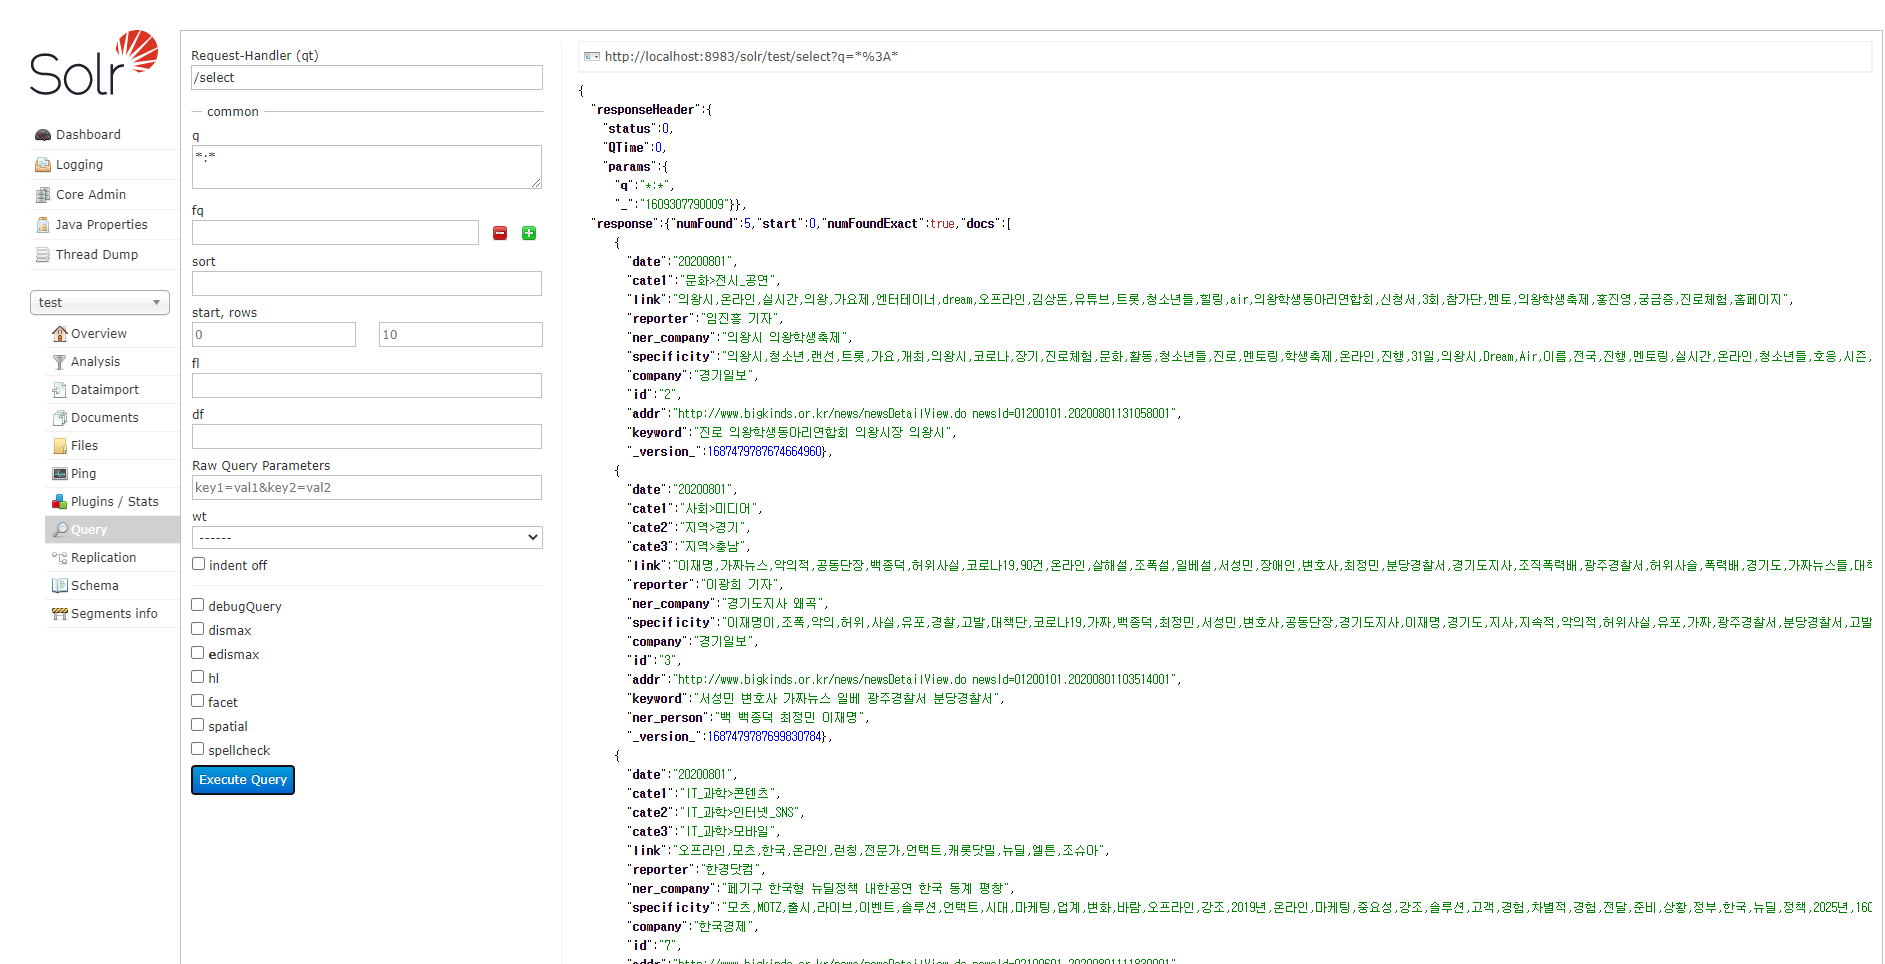 Solr
Dashboard
Logging
Core Admin
Java Properties
Thread Dump
test
Overview
Analysis
Dataimport
Documents
Files
Ping
Plugins / Stats
Query
Replication
Schema
Segments info
Request-Handler (qt)
/select
common
q
*:*
fq
sort
start, rows
0 10
fl
df
Raw Query Parameters
key1=val1&key2=val2
wt
------
indent off
debugQuery
dismax
edismax
hl
facet
spatial
spellcheck
Execute Query
http://localhost:8983/solr/test/select?q=*%3A*
{
"responseHeader":{
"status":0,
"QTime":0,
"params":{
"q":"*:*",
"_":"1609307790009"}},
"response":{"numFound":5,"start":0,"numFoundExact":true,"docs":[
{
"date":"20200801",
"cate1":"문화>전시_공연",
"link":"의왕시,온라인,실시간,의왕,가요제,엔터테이너,dream,오프라인,김상돈,유튜브,트롯,청소년들,힐링,air,의왕학생동아리연합회,신청서,3회,참가단,멘토,의왕학생축제,홍진영,궁금증,진로체험,홈페이지",
"reporter":"임진흥 기자",
"ner_company":"의왕시 의왕학생축제",
"specificity":"의왕시,청소년,랜선,트롯,가요,개최,의왕시,코로나,장기,진로체험,문화,활동,청소년들,진로,멘토링,학생축제,온라인,진행,31일,의왕시,Dream,Air,이름,전국,진행,멘토링,실시간,온라인,청소년들,호응,시즌,
"company":"경기일보",
"id":"2",
"addr":"http://www.bigkinds.or.kr/news/newsDetailView.do newsId=01200101.20200801131058001",
"keyword":"진로 의왕학생동아리연합회 의왕시장 의왕시",
"_version_":1687479787674664960},
{
"date":"20200801",
"cate1":"사회>미디어",
"cate2":"지역>경기",
"cate3":"지역>충남",
"link":"이재명,가짜뉴스,악의적,공동단장,백종덕,허위사실,코로나19,90건,온라인,살해설,조폭설,일베설,서성민,장애인,변호사,최정민,분당경찰서,경기도지사,조직폭력배,광주경찰서,허위사술,폭력배,경기도,가짜뉴스들,대책
"reporter":"이광희 기자",
"ner_company":"경기도지사 왜곡",
"specificity":"이재명이,조폭,악의,허위,사실,유포,경찰,고발,대책단,코로나19,가짜,백종덕,최정민,서성민,변호사,공동단장,경기도지사,이재명,경기도,지사,지속적,악의적,허위사실,유포,가짜,광주경찰서,분당경찰서,고발
"company":"경기일보",
"id":"3",
"addr":"http://www.bigkinds.or.kr/news/newsDetailView.do newsId=01200101.20200801103514001",
"keyword":"서성민 변호사 가짜뉴스 일베 광주경찰서 분당경찰서",
"ner_person":"백 백종덕 최정민 이재명",
"_version_":1687479787699830784},
{
"date":"20200801",
"cate1":"IT_과학>콘텐츠",
"cate2":"IT_과학>인터넷_SNS",
"cate3":"IT_과학>모바일",
"link":"오프라인,모츠,한국,온라인,런칭,전문가,언택트,캐롯닷밀,뉴딜,엘튼,조슈아",
"reporter":"한경닷컴",
"ner_company":"페기구 한국형 뉴딜정책 내한공연 한국 동계 평창",
"specificity":"모츠,MOTZ,출시,라이브,이벤트,솔루션,언택트,시대,마케팅,업계,변화,바람,오프라인,강조,2019년,온라인,마케팅,중요성,강조,솔루션,고객,경험,차별적,경험,전달,준비,상황,정부,한국,뉴딜,정책,2025년,160
"company":"한국경제",
"id":"7",
"addr":"http://www.bigkinds.or.kr/news/newsDetailView.do newsId=02100601.20200801111830001",